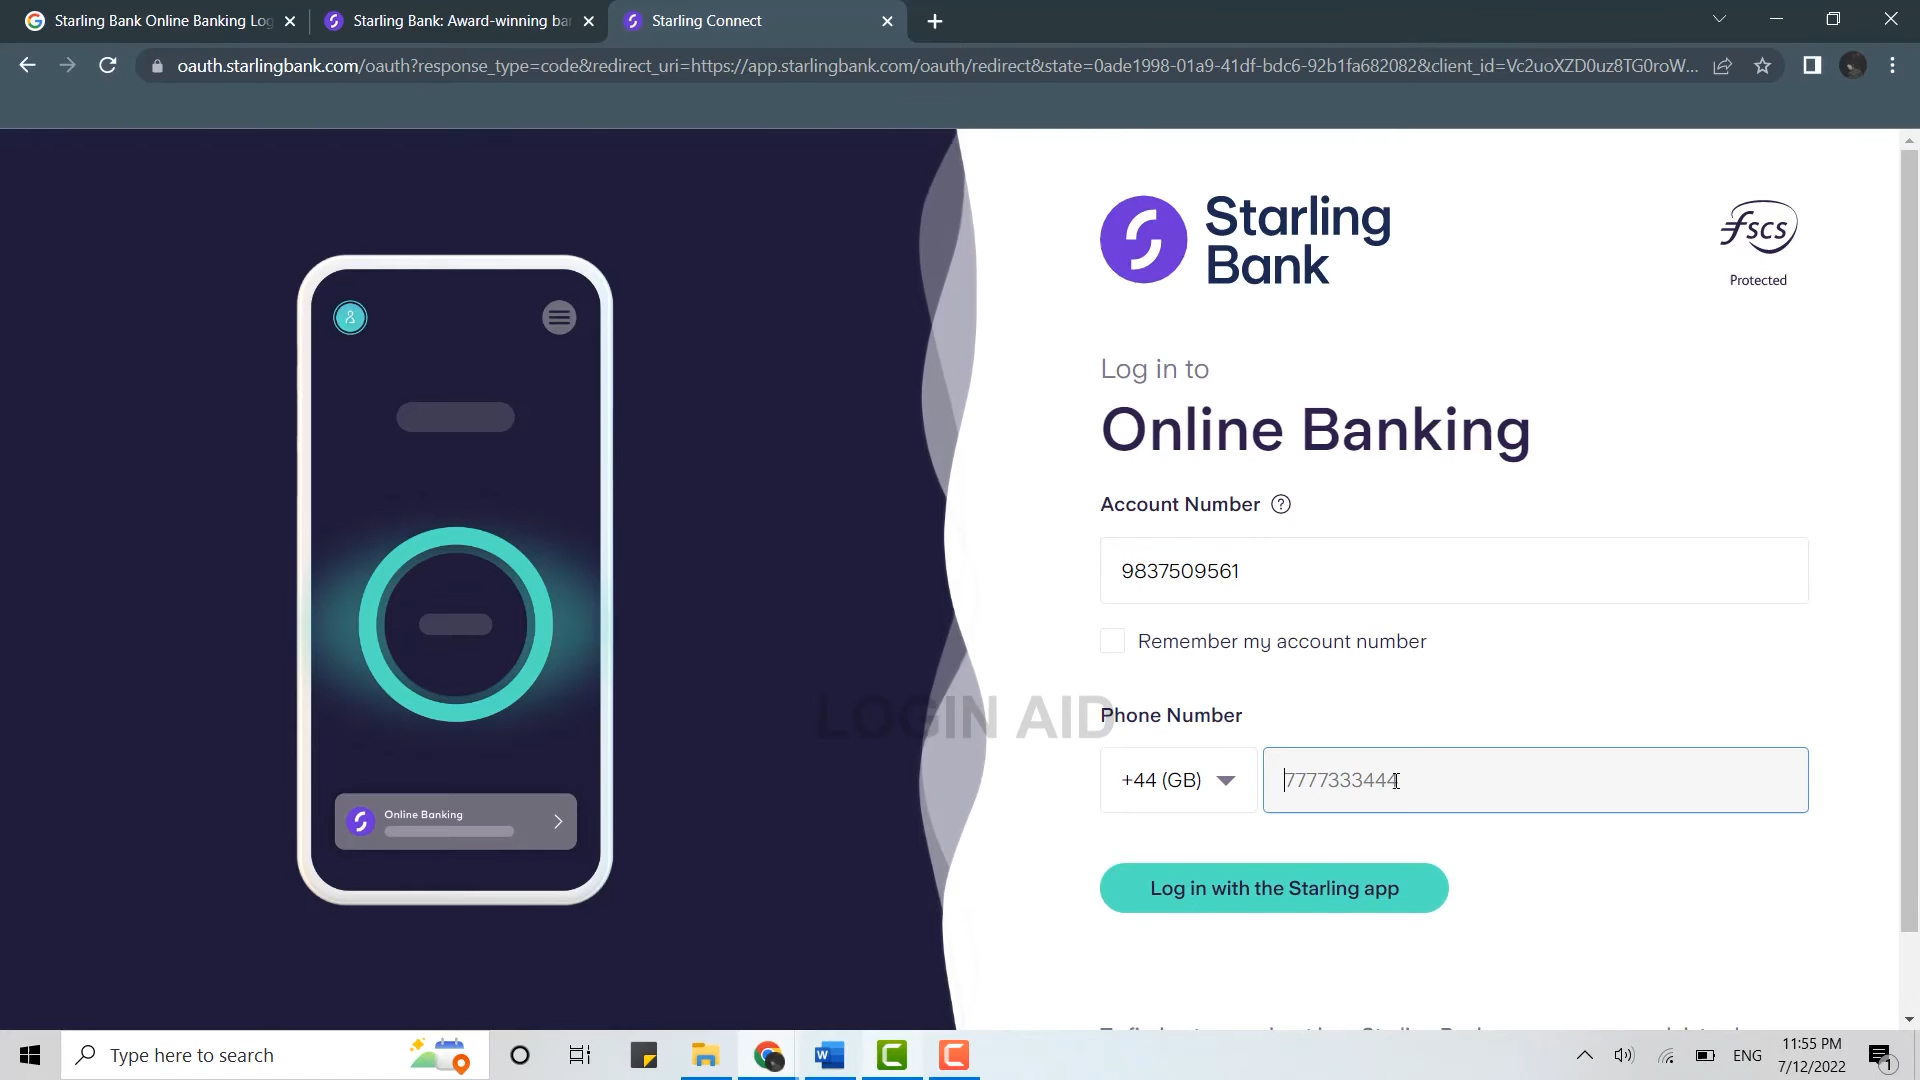 Starling Bank Online Banking Log
Starling Bank: Award-winning ban
Starling Connect
oauth.starlingbank.com/oauth?response_type=code&redirect_uri=https://app.starlingbank.com/oauth/redirect&state=0ade1998-01a9-41df-bdc6-92b1fa682082&client_id=Vc2uoXZD0uz8TG0roW...
Starling
Bank
fscs
Protected
Log in to
Online Banking
Account Number ?
9837509561
Remember my account number
LOGIN AID
Phone Number
+44 (GB)
7777333444
Online Banking
Log in with the Starling app
Type here to search
ENG
11:55 PM
7/12/2022
1